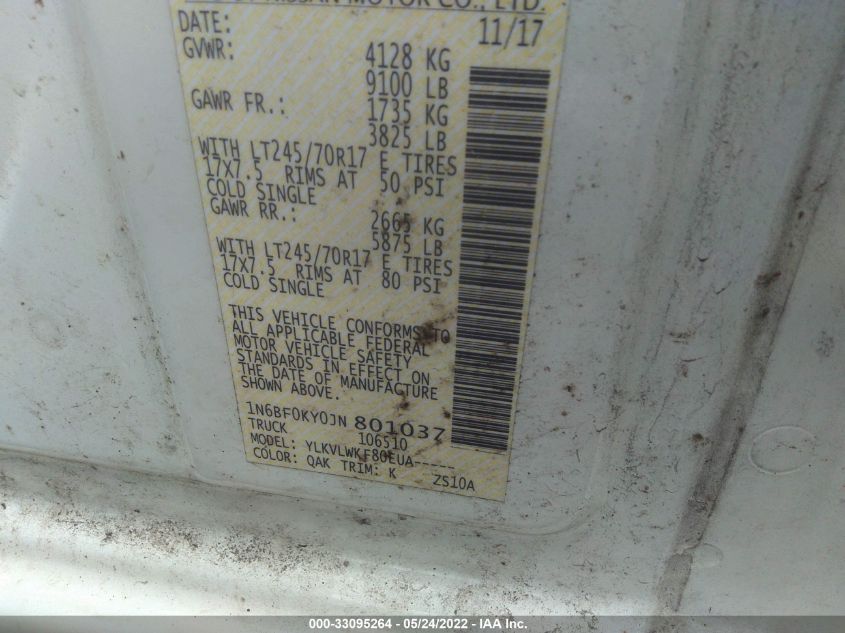 NISSAN MOTOR CO., LTD.
DATE: 11/17
GVWR: 4128 KG
9100 LB
GAWR FR.: 1735 KG
3825 LB
WITH LT245/70R17 E TIRES
17X7.5 RIMS AT 50 PSI
COLD SINGLE
GAWR RR.: 2665 KG
5875 LB
WITH LT245/70R17 E TIRES
17X7.5 RIMS AT 80 PSI
COLD SINGLE
THIS VEHICLE CONFORMS TO
ALL APPLICABLE FEDERAL
MOTOR VEHICLE SAFETY
STANDARDS IN EFFECT ON
THE DATE OF MANUFACTURE
SHOWN ABOVE.
1N6BF0KY0JN 801037
TRUCK 106510
MODEL: YLKVLWKF80EUA-----
COLOR: QAK TRIM: K ZS10A
000-33095264 - 05/24/2022 - IAA Inc.